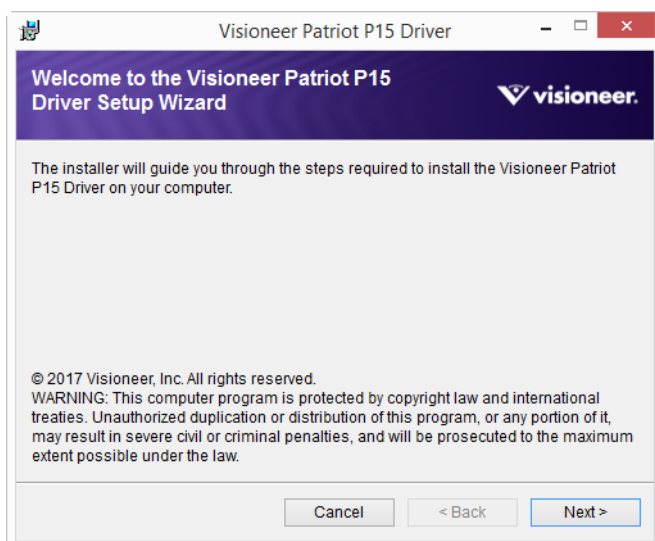 Visioneer Patriot P15 Driver
Welcome to the Visioneer Patriot P15
Driver Setup Wizard
visioneer.
The installer will guide you through the steps required to install the Visioneer Patriot
P15 Driver on your computer.
© 2017 Visioneer, Inc. All rights reserved.
WARNING: This computer program is protected by copyright law and international
treaties. Unauthorized duplication or distribution of this program, or any portion of it,
may result in severe civil or criminal penalties, and will be prosecuted to the maximum
extent possible under the law.
Cancel
< Back
Next >